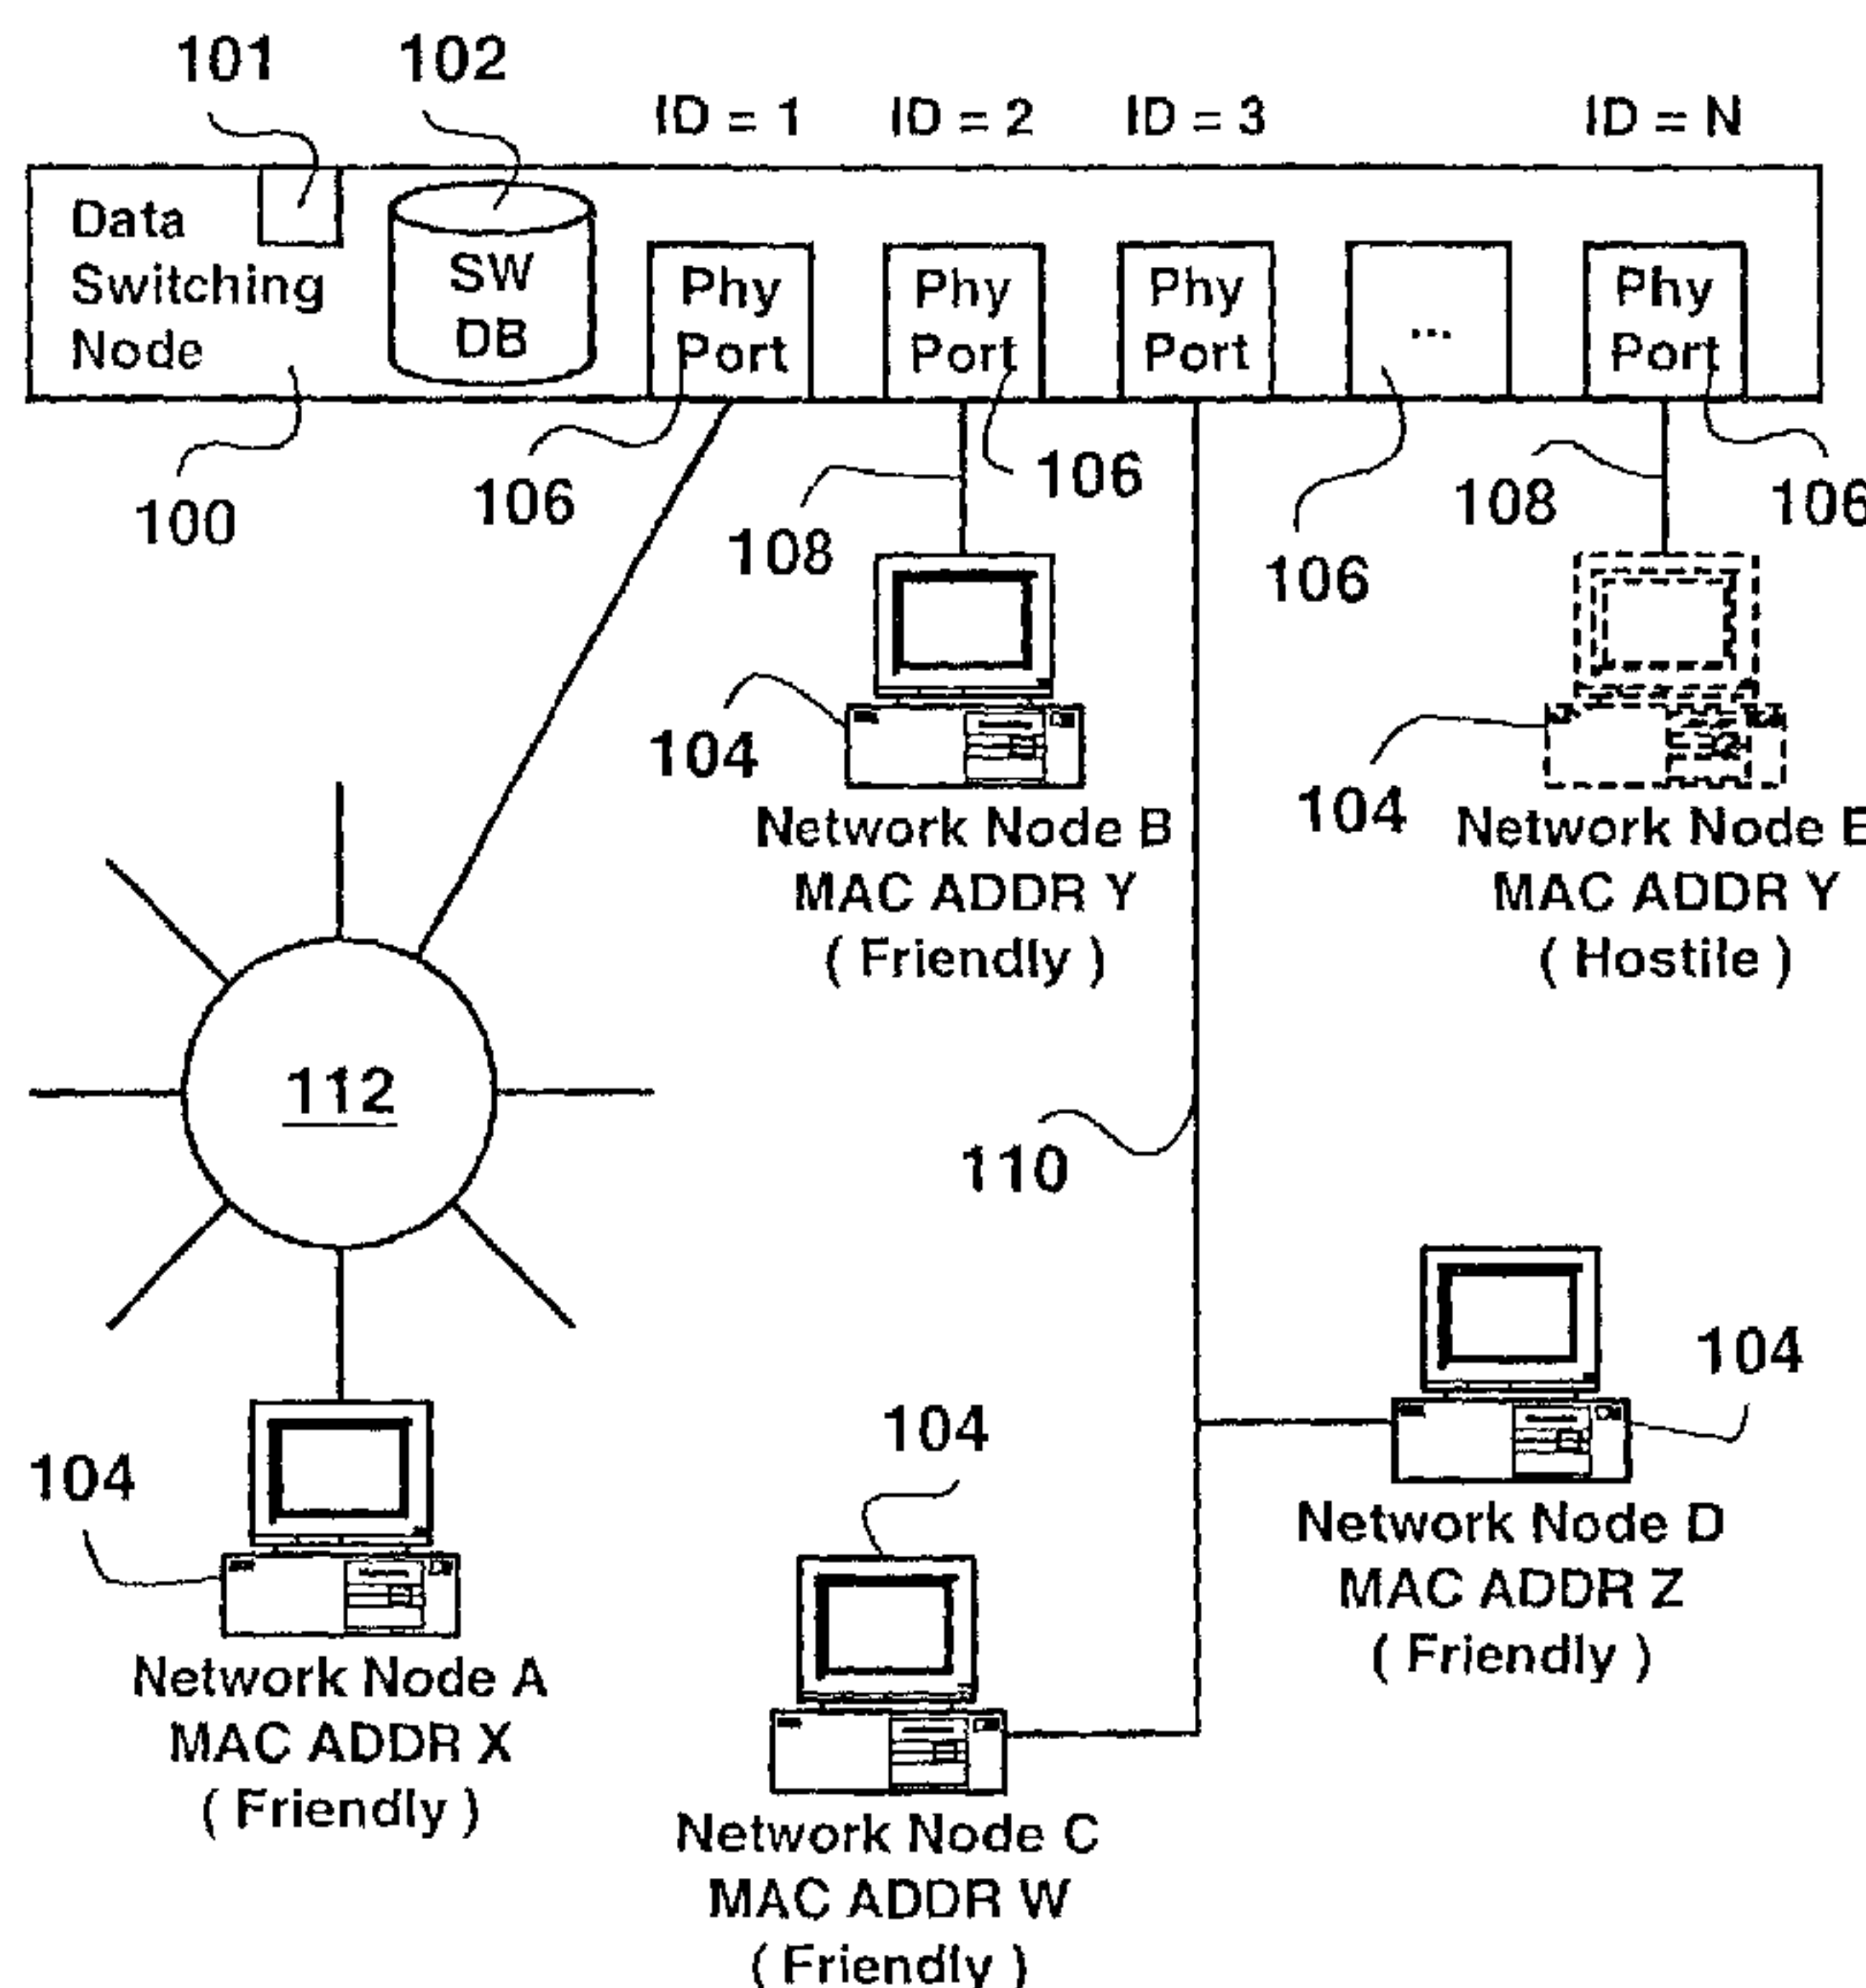 101
102
ID = 1
ID = 2
ID = 3
ID = N
Data
Switching
Node
SW
DB
Phy
Port
Phy
Port
Phy
Port
...
Phy
Port
100
106
108
106
106
108
106
104
Network Node B
MAC ADDR Y
( Friendly )
104
Network Node E
MAC ADDR Y
( Hostile )
112
110
104
Network Node A
MAC ADDR X
( Friendly )
104
Network Node C
MAC ADDR W
( Friendly )
104
Network Node D
MAC ADDR Z
( Friendly )